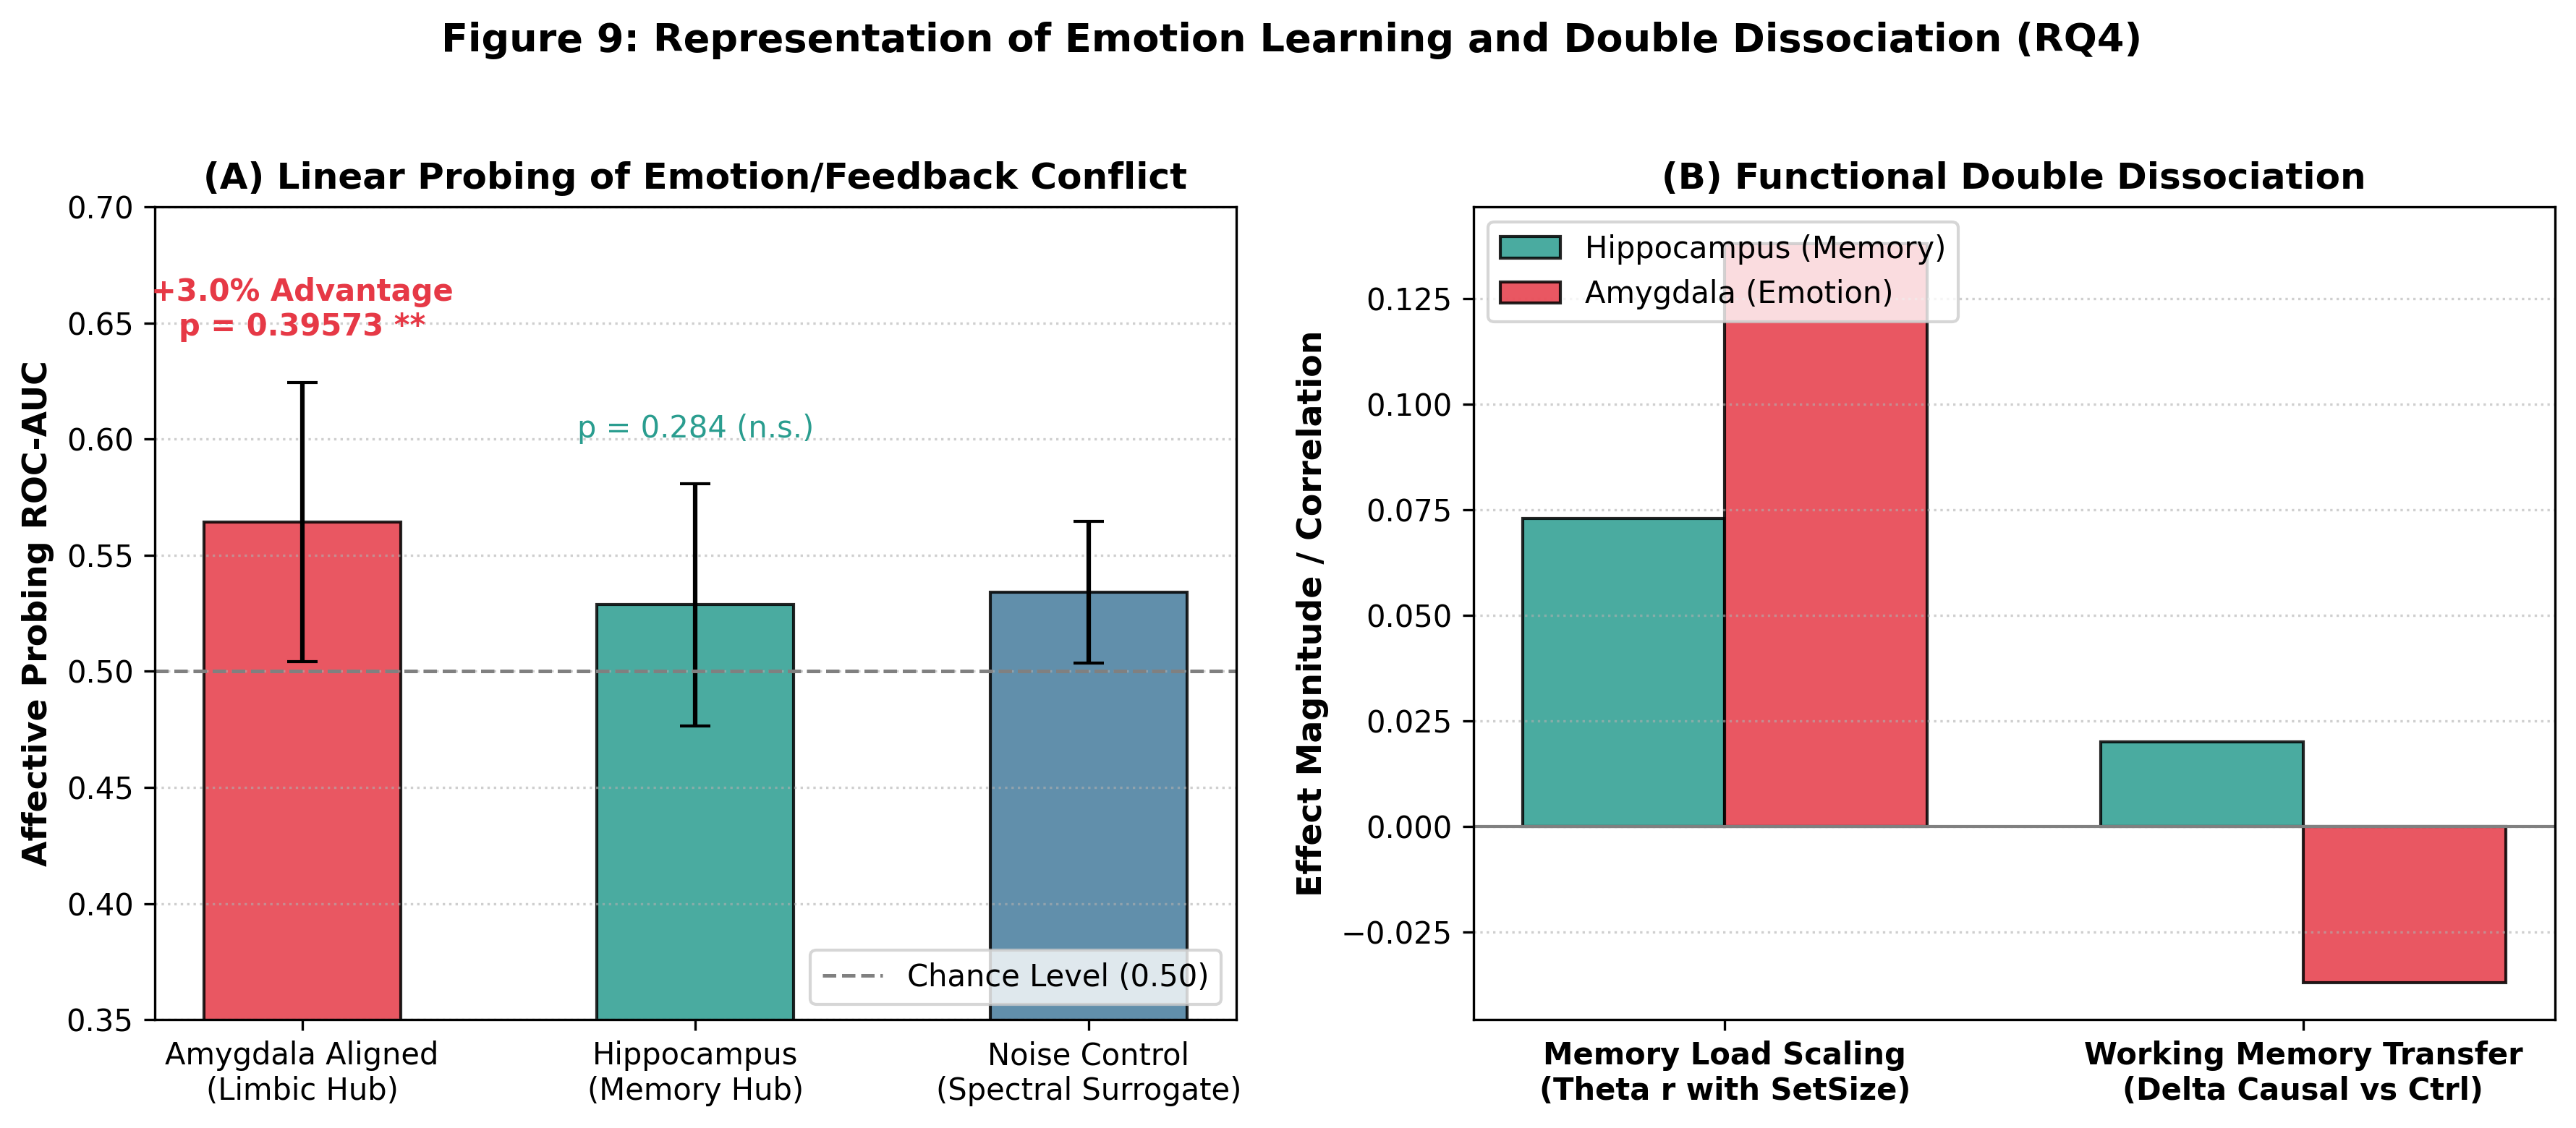 Figure 9: Representation of Emotion Learning and Double Dissociation (RQ4)
(A) Linear Probing of Emotion/Feedback Conflict
Affective Probing ROC-AUC
0.70
0.65
0.60
0.55
0.50
0.45
0.40
0.35
+3.0% Advantage
p = 0.39573 **
p = 0.284 (n.s.)
Chance Level (0.50)
Amygdala Aligned
(Limbic Hub)
Hippocampus
(Memory Hub)
Noise Control
(Spectral Surrogate)
(B) Functional Double Dissociation
Effect Magnitude / Correlation
0.125
0.100
0.075
0.050
0.025
0.000
−0.025
Hippocampus (Memory)
Amygdala (Emotion)
Memory Load Scaling
(Theta r with SetSize)
Working Memory Transfer
(Delta Causal vs Ctrl)